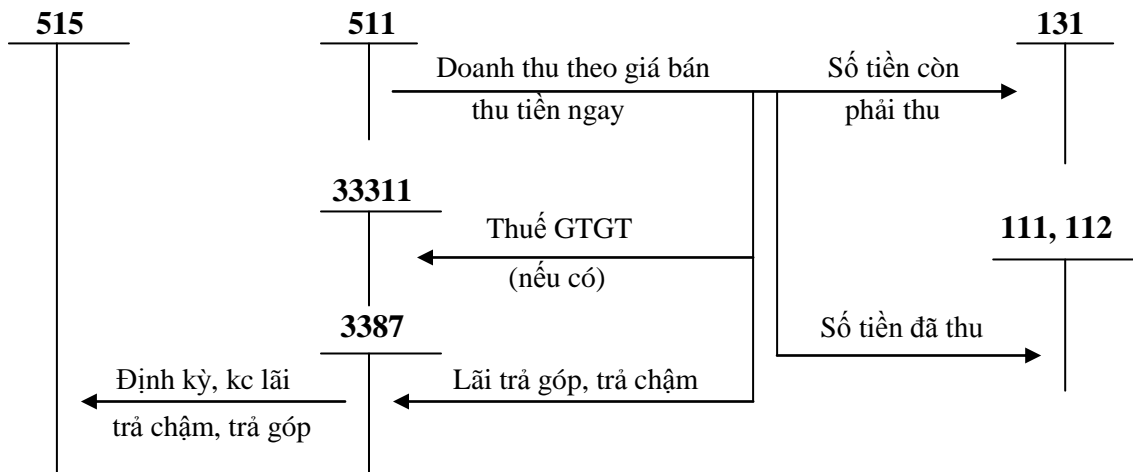 515
511
131
Doanh thu theo giá bán
thu tiền ngay
Số tiền còn
phải thu
33311
Thuế GTGT
(nếu có)
111, 112
3387
Số tiền đã thu
Định kỳ, kc lãi
trả chậm, trả góp
Lãi trả góp, trả chậm